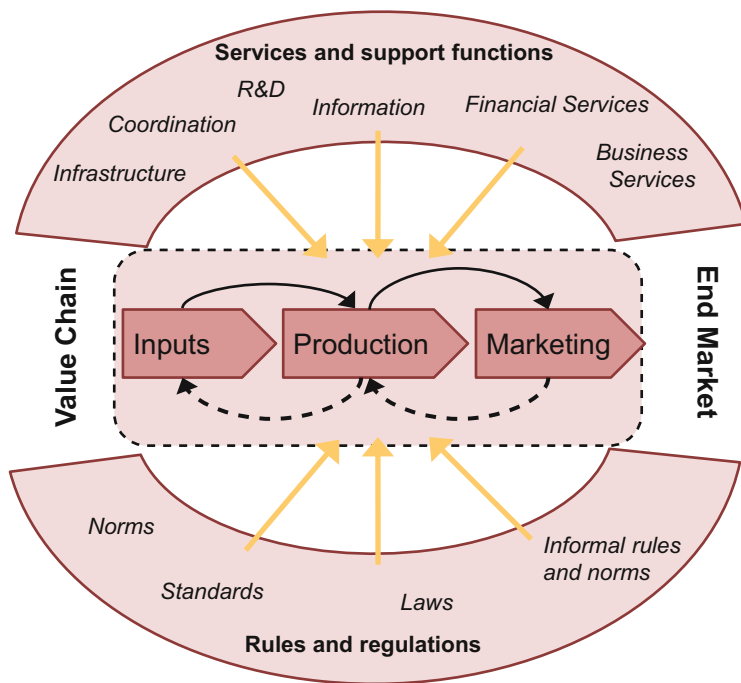 Services and support functions
R&D
Information
Financial Services
Coordination
Business
Services
Infrastructure
Value Chain
Inputs
Production
Marketing
End Market
Norms
Standards
Laws
Informal rules
and norms
Rules and regulations